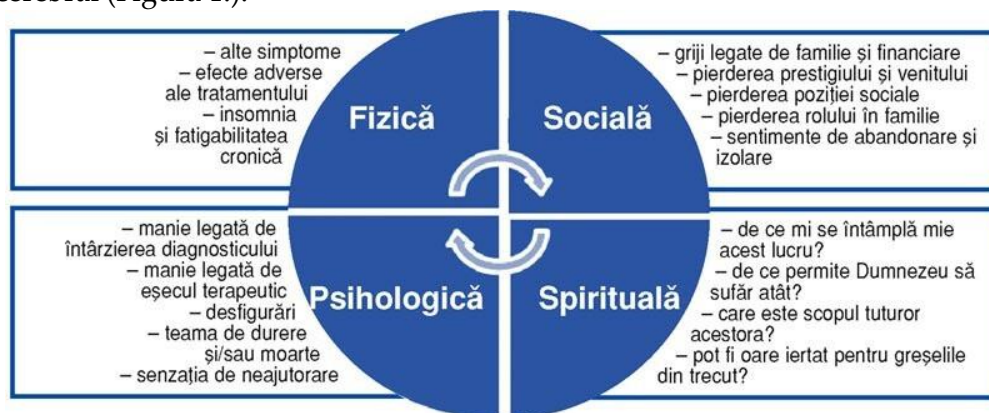 (Figura 1.).
– alte simptome
– efecte adverse
ale tratamentului
– insomnia
și fatigabilitatea
cronică
Fizică
Socială
– griji legate de familie și financiare
– pierderea prestigiului și venitului
– pierderea poziției sociale
– pierderea rolului în familie
– sentimente de abandonare și
izolare
– manie legată de
întârzierea diagnosticului
– manie legată de
eșecul terapeutic
– desfigurări
– teama de durere
și/sau moarte
– senzația de neajutorare
Psihologică
Spirituală
– de ce mi se întâmplă mie
acest lucru?
– de ce permite Dumnezeu să
sufăr atât?
– care este scopul tuturor
acestora?
– pot fi oare iertat pentru greșelile
din trecut?